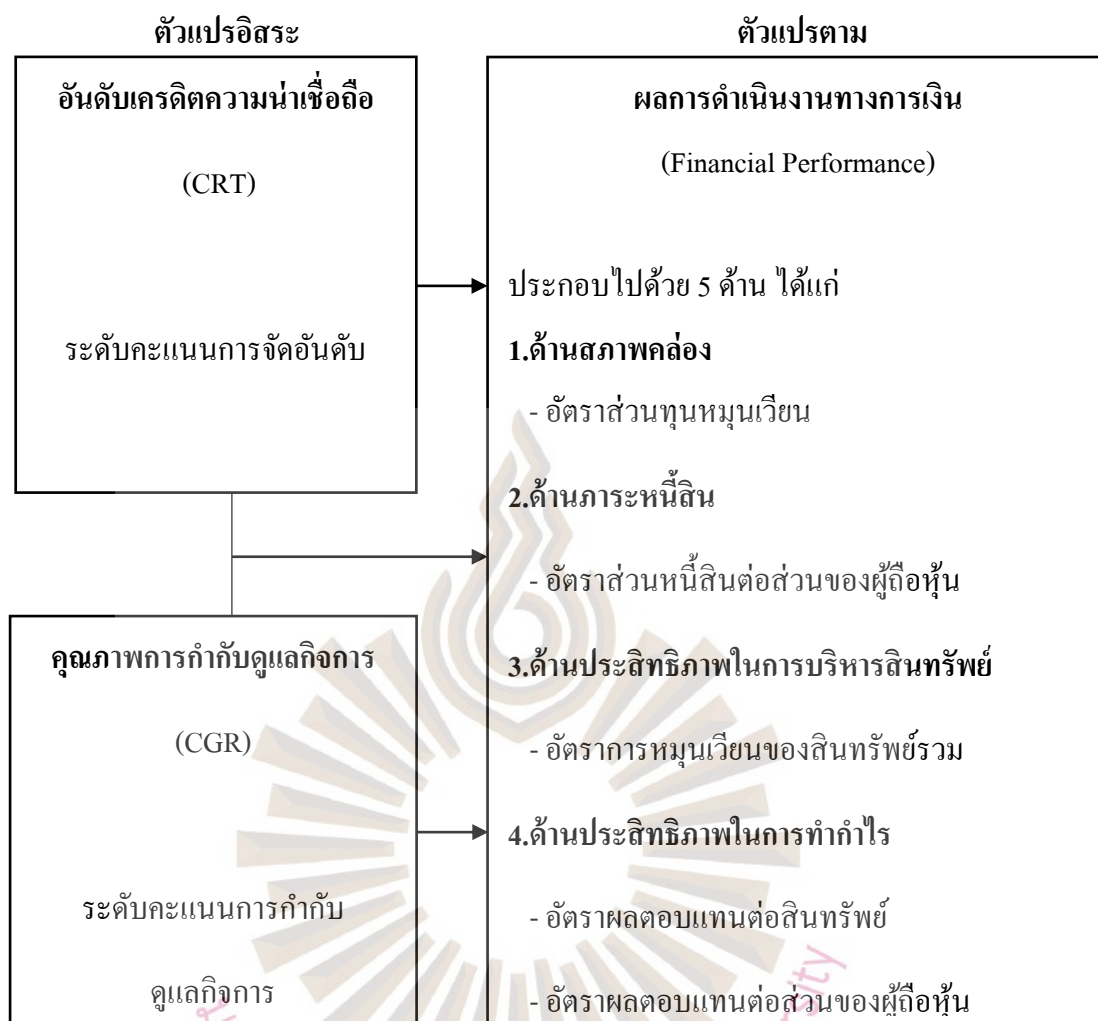 ตัวแปรอิสระ
อันดับเครดิตความน่าเชื่อถือ
(CRT)
ระดับคะแนนการจัดอันดับ
คุณภาพการกำกับดูแลกิจการ
(CGR)
ระดับคะแนนการกำกับ
ดูแลกิจการ
ตัวแปรตาม
ผลการดำเนินงานทางการเงิน
(Financial Performance)
ประกอบไปด้วย 5 ด้าน ได้แก่
1.ด้านสภาพคล่อง
- อัตราส่วนทุนหมุนเวียน
2.ด้านภาระหนี้สิน
- อัตราส่วนหนี้สินต่อส่วนของผู้ถือหุ้น
3.ด้านประสิทธิภาพในการบริหารสินทรัพย์
- อัตราการหมุนเวียนของสินทรัพย์รวม
4.ด้านประสิทธิภาพในการทำกำไร
- อัตราผลตอบแทนต่อสินทรัพย์
- อัตราผลตอบแทนต่อส่วนของผู้ถือหุ้น